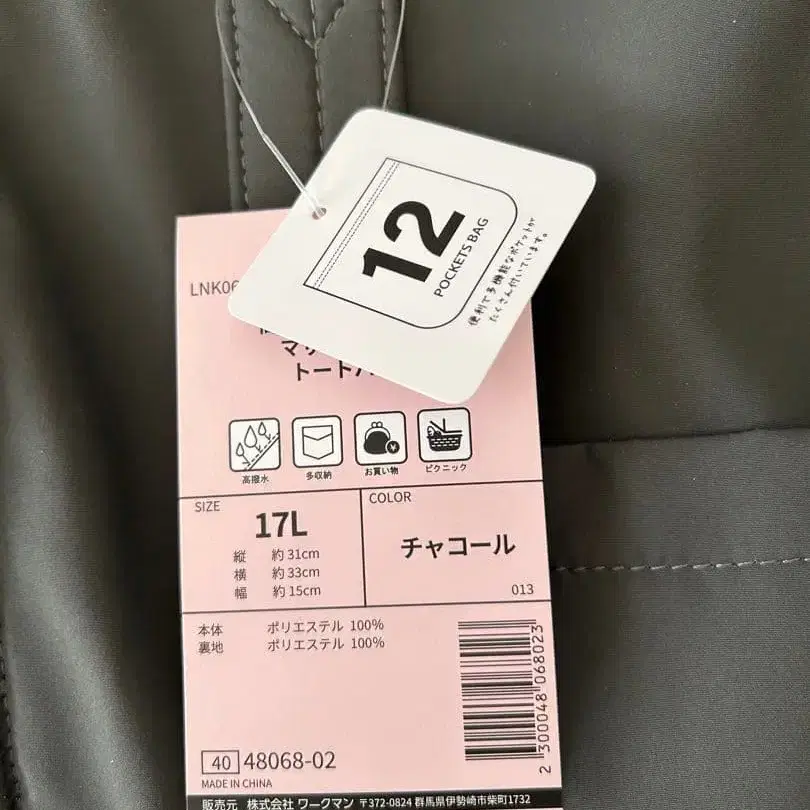 12
POCKETS BAG
便利で多機能なポケットが
たくさん付いています。
LNK06
トート
高撥水
多収納
お買い物
ピクニック
SIZE
17L
縦 約31cm
横 約33cm
幅 約15cm
COLOR
チャコール
013
本体 ポリエステル 100%
裏地 ポリエステル 100%
2300048068023
40 48068-02
MADE IN CHINA
販売元 株式会社 ワークマン 〒372-0824 群馬県伊勢崎市柴町1732